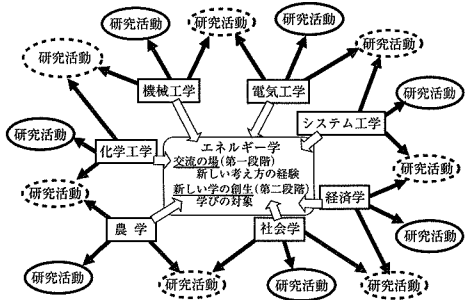 研究活動
研究活動
研究活動
研究活動
研究活動
機械工学
電気工学
研究活動
システム工学
研究活動
化学工学
エネルギー学
交流の場(第一段階)
新しい考え方の経験
新しい学の創生(第二段階)
学びの対象
研究活動
研究活動
経済学
農 学
社会学
研究活動
研究活動
研究活動
研究活動
研究活動